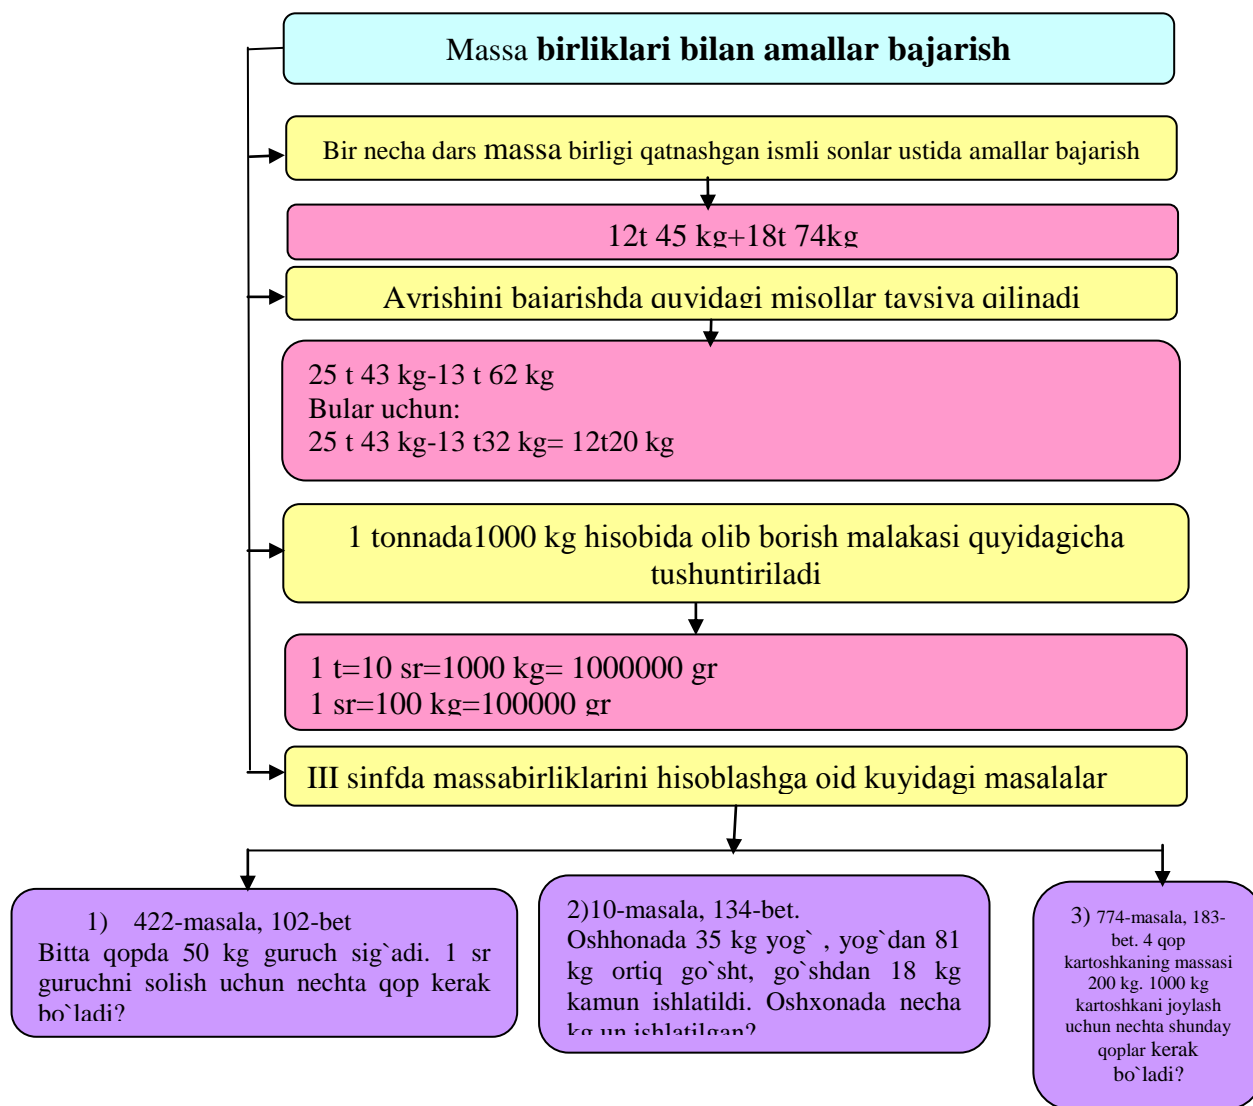 Massa birliklari bilan amallar bajarish
Bir necha dars massa birligi qatnashgan ismli sonlar ustida amallar bajarish
12t 45 kg+18t 74kg
Ayrishini bajarishda quyidagi misollar tavsiya qilinadi
25 t 43 kg-13 t 62 kg
Bular uchun:
25 t 43 kg-13 t32 kg= 12t20 kg
1 tonnada1000 kg hisobida olib borish malakasi quyidagicha
tushuntiriladi
1 t=10 sr=1000 kg= 1000000 gr
1 sr=100 kg=100000 gr
III sinfda massabirliklarini hisoblashga oid kuyidagi masalalar
1) 422-masala, 102-bet
Bitta qopda 50 kg guruch sig`adi. 1 sr
guruchni solish uchun nechta qop kerak
bo`ladi?
2)10-masala, 134-bet.
Oshhonada 35 kg yog` , yog`dan 81
kg ortiq go`sht, go`shdan 18 kg
kamun ishlatildi. Oshxonada necha
kg un ishlatilgan?
3) 774-masala, 183-
bet. 4 qop
kartoshkaning massasi
200 kg. 1000 kg
kartoshkani joylash
uchun nechta shunday
qoplar kerak
bo`ladi?